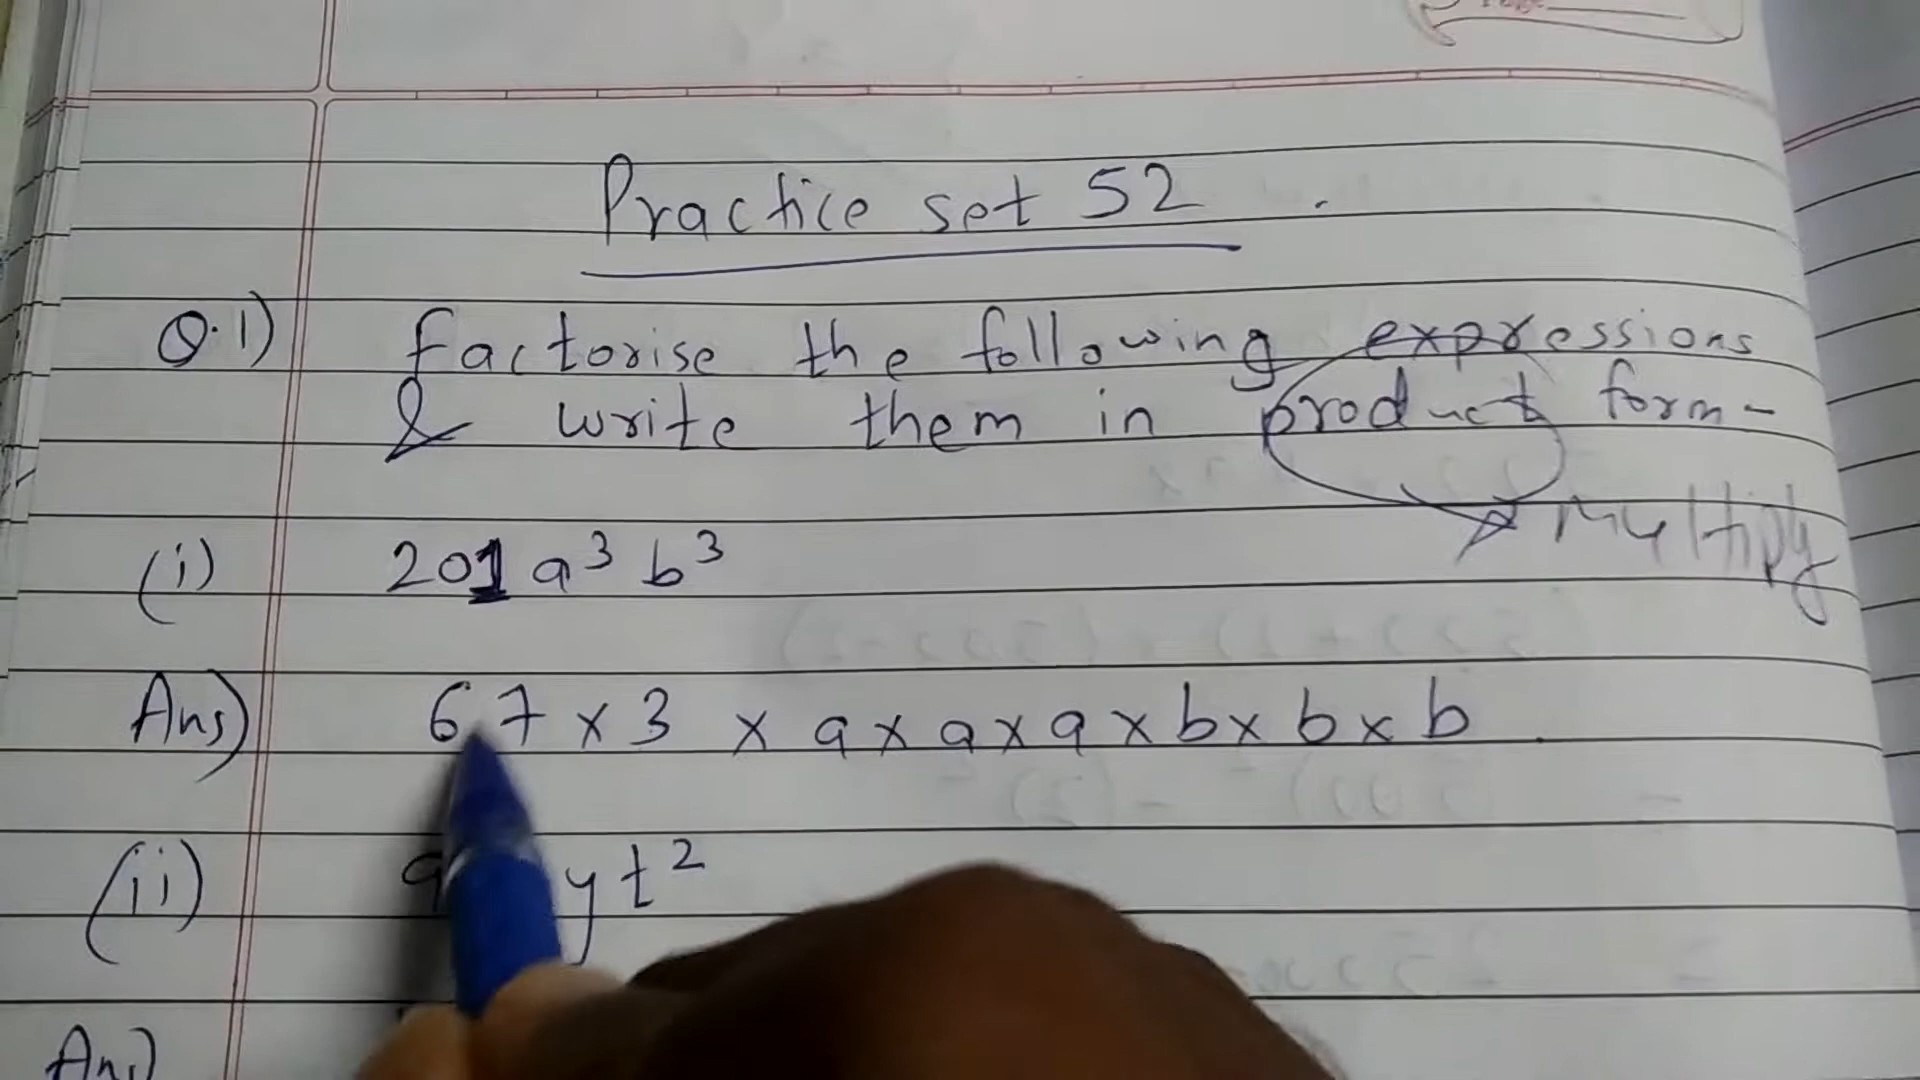 Practice set 52
Q.1) factorise the following expressions
& write them in product form-
multiply
(i) 201 a³ b³
Ans) 67 x 3 x a x a x a x b x b x b
(ii) yt²
Ans)